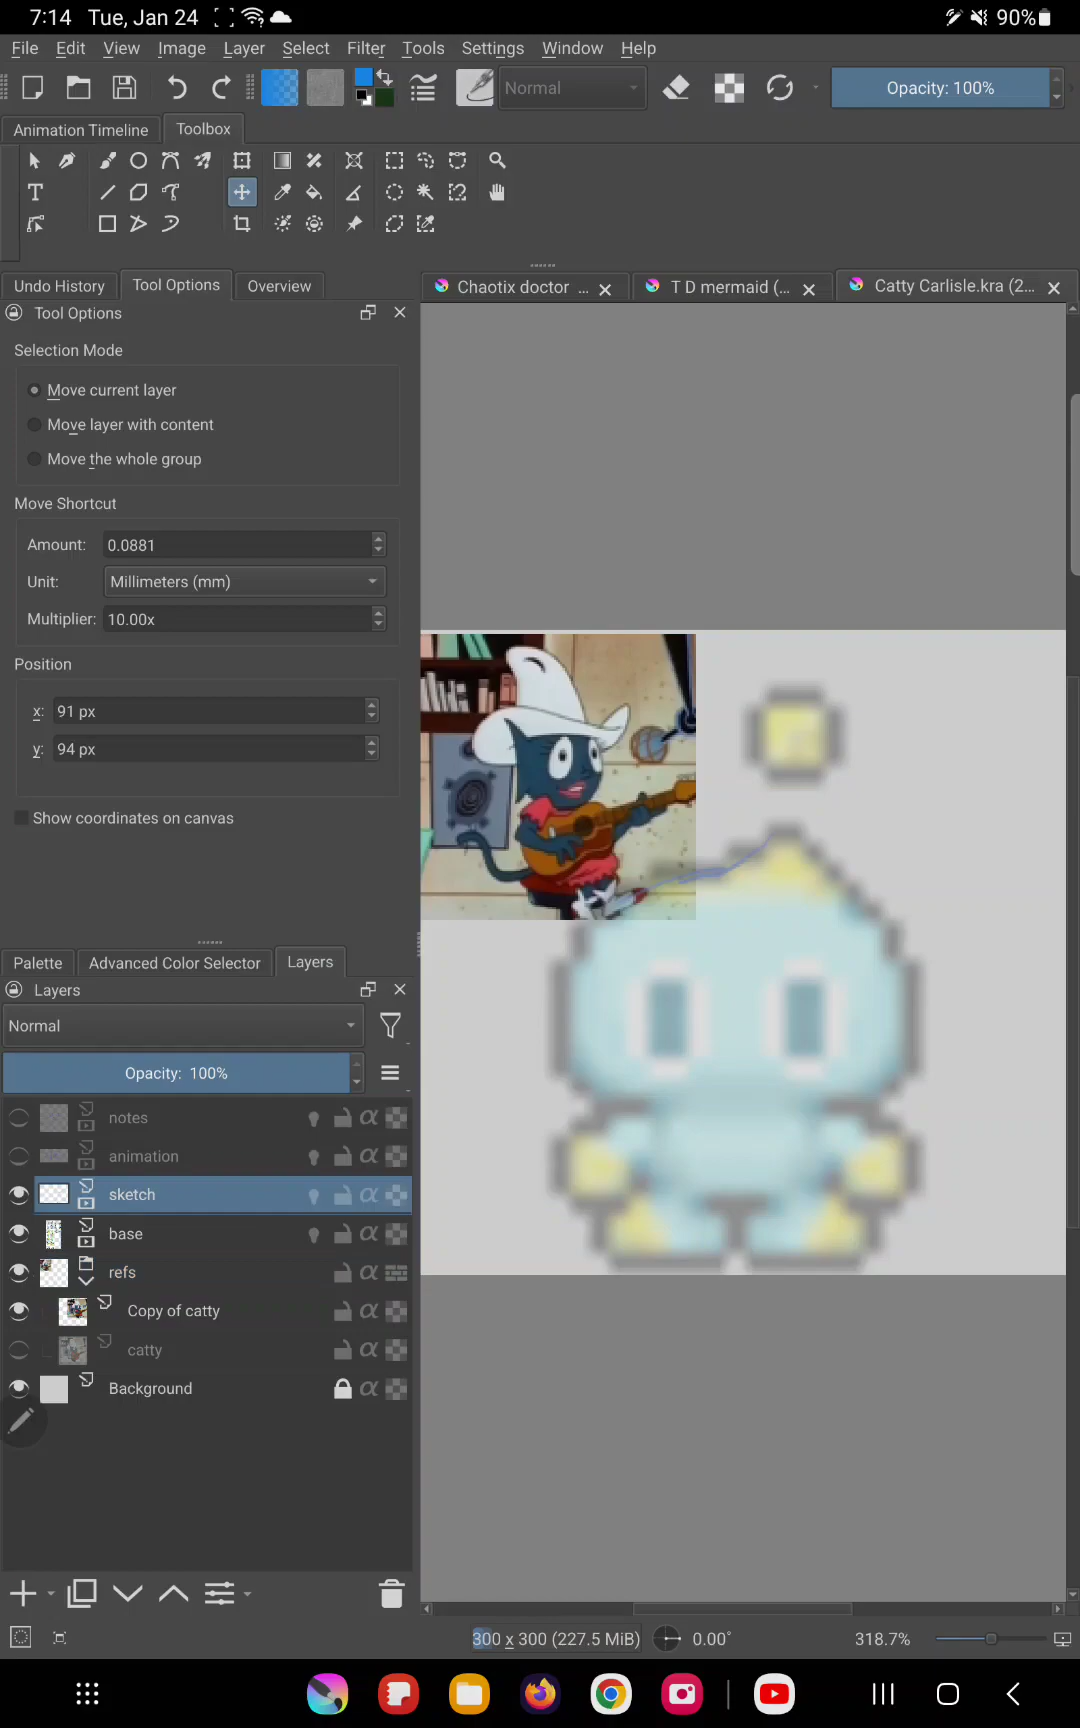 7:14 Tue, Jan 24 90%
File Edit View Image Layer Select Filter Tools Settings Window Help
Normal Opacity: 100%
Animation Timeline Toolbox
Undo History Tool Options Overview Chaotix doctor ... T D mermaid (... Catty Carlisle.kra (2...
Tool Options
Selection Mode
Move current layer
Move layer with content
Move the whole group
Move Shortcut
Amount: 0.0881
Unit: Millimeters (mm)
Multiplier: 10.00x
Position
x: 91 px
y: 94 px
Show coordinates on canvas
Palette Advanced Color Selector Layers
Layers
Normal
Opacity: 100%
notes
animation
sketch
base
refs
Copy of catty
catty
Background
300 x 300 (227.5 MiB) 0.00° 318.7%